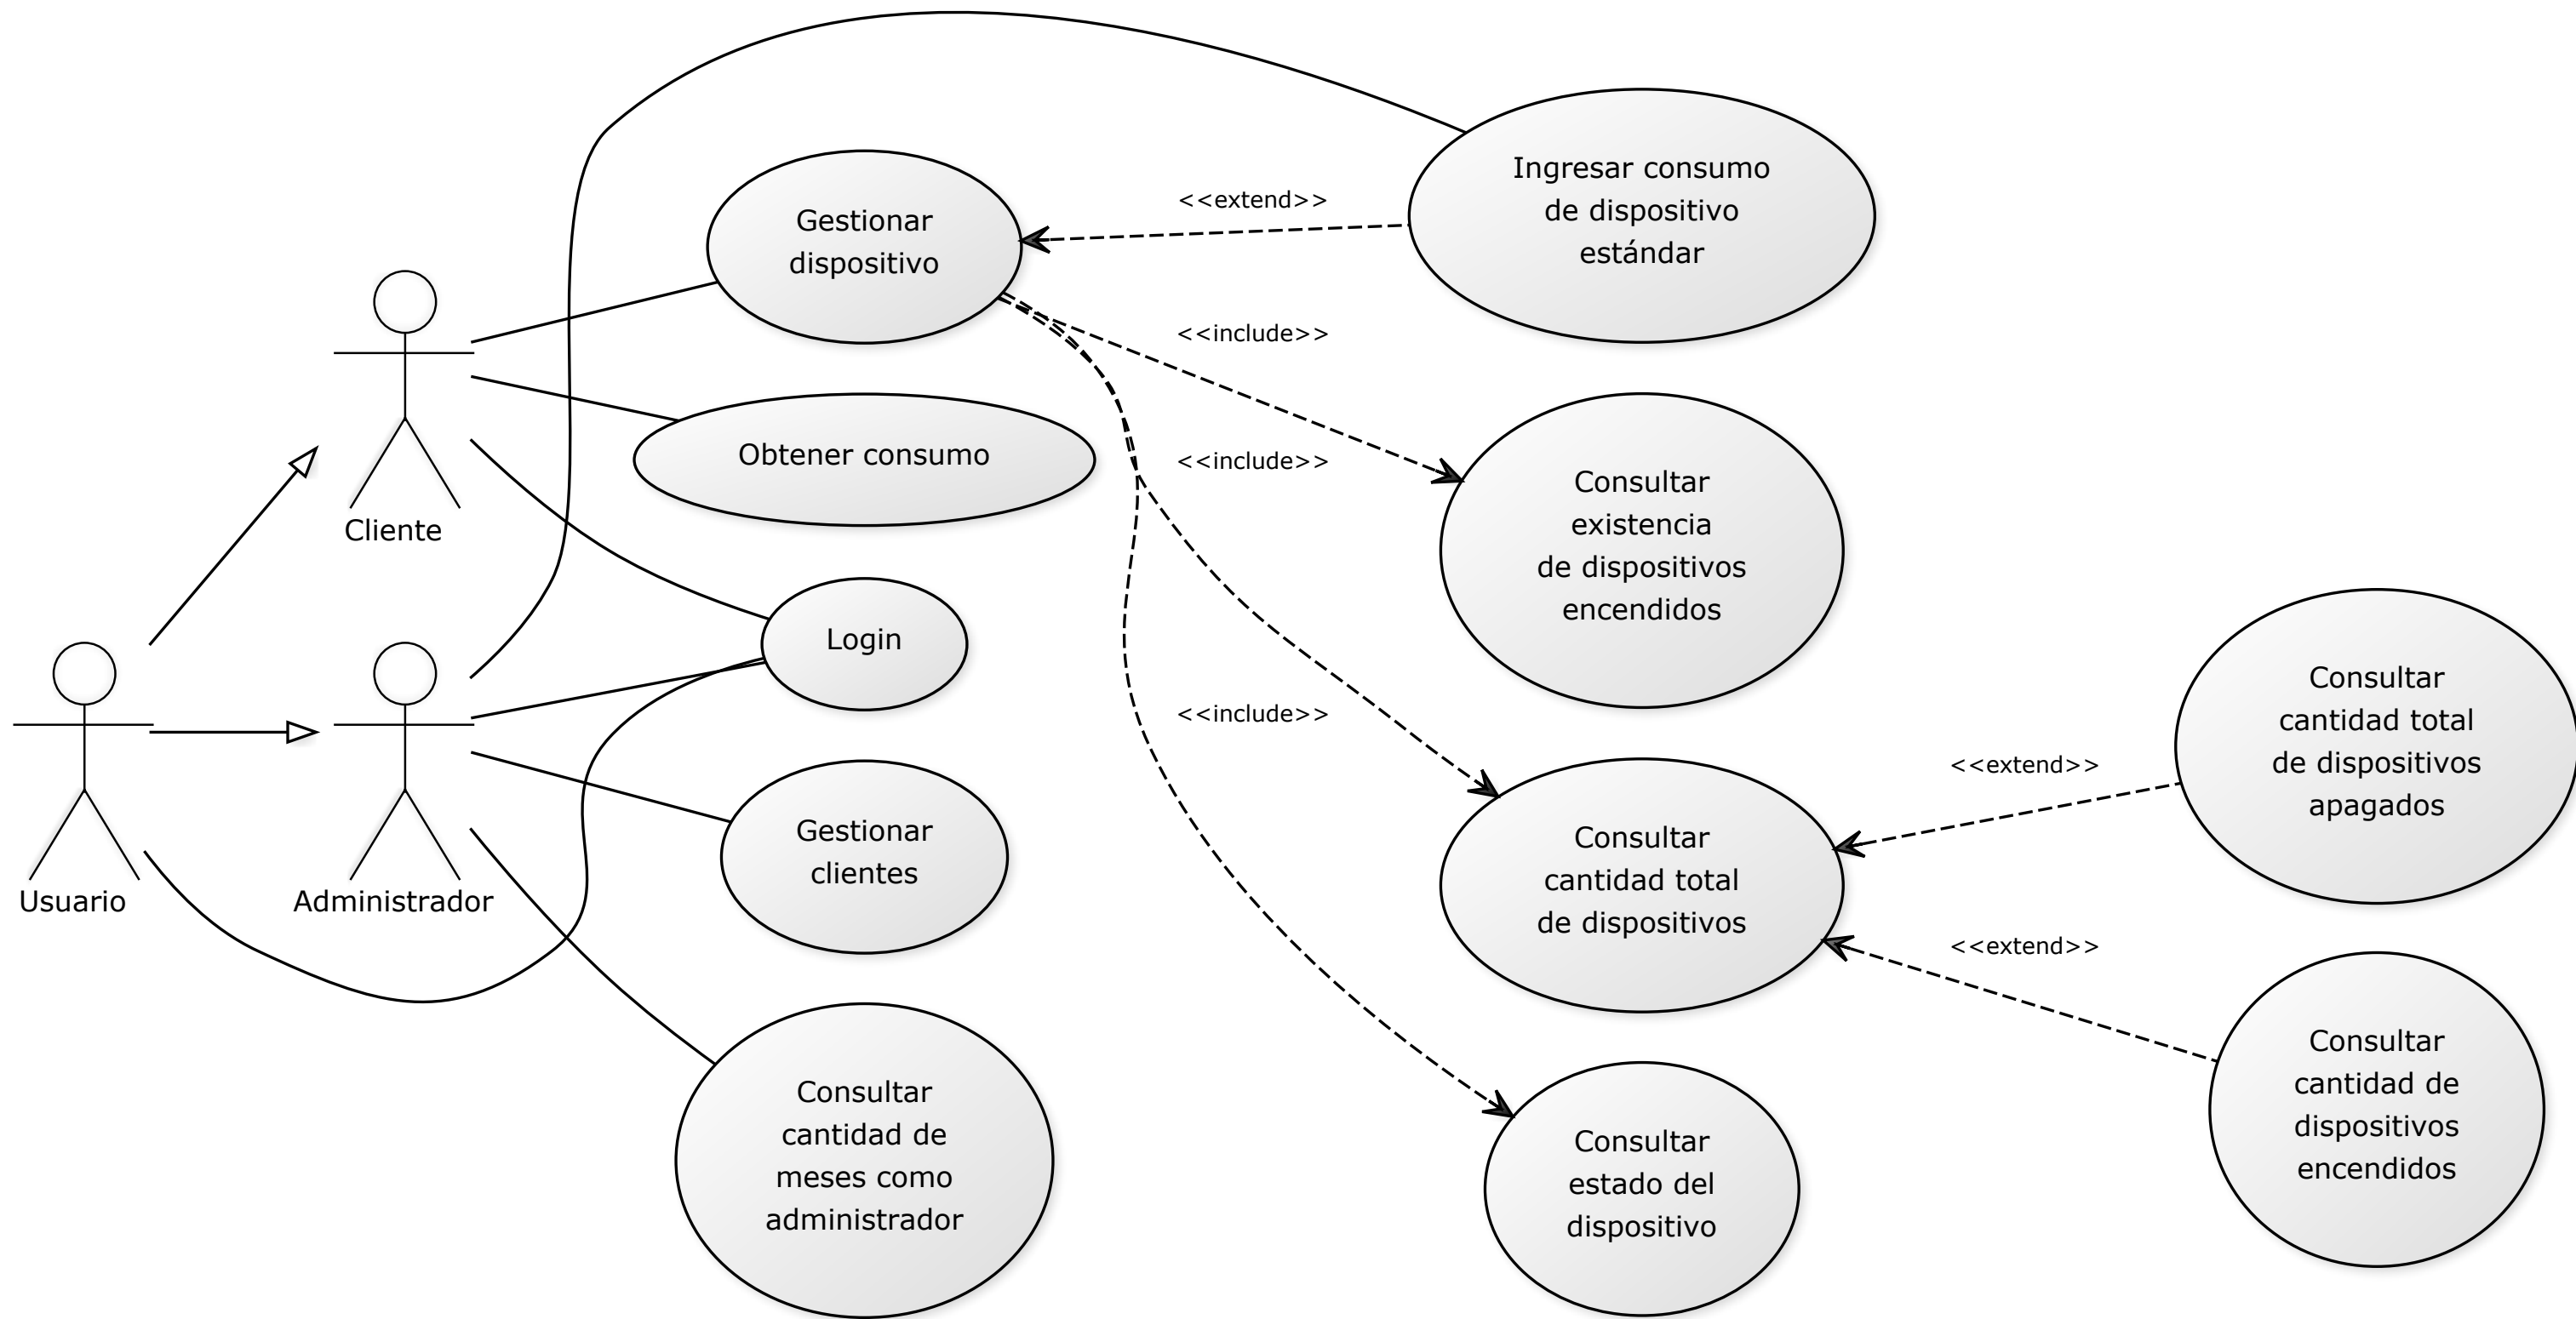 Ingresar consumo
de dispositivo
estándar
<<extend>>
Gestionar
dispositivo
<<include>>
Obtener consumo
<<include>>
Consultar
existencia
de dispositivos
encendidos
Cliente
Login
<<include>>
Consultar
cantidad total
de dispositivos
apagados
<<extend>>
Usuario
Administrador
Gestionar
clientes
Consultar
cantidad total
de dispositivos
<<extend>>
Consultar
cantidad de
meses como
administrador
Consultar
estado del
dispositivo
Consultar
cantidad de
dispositivos
encendidos